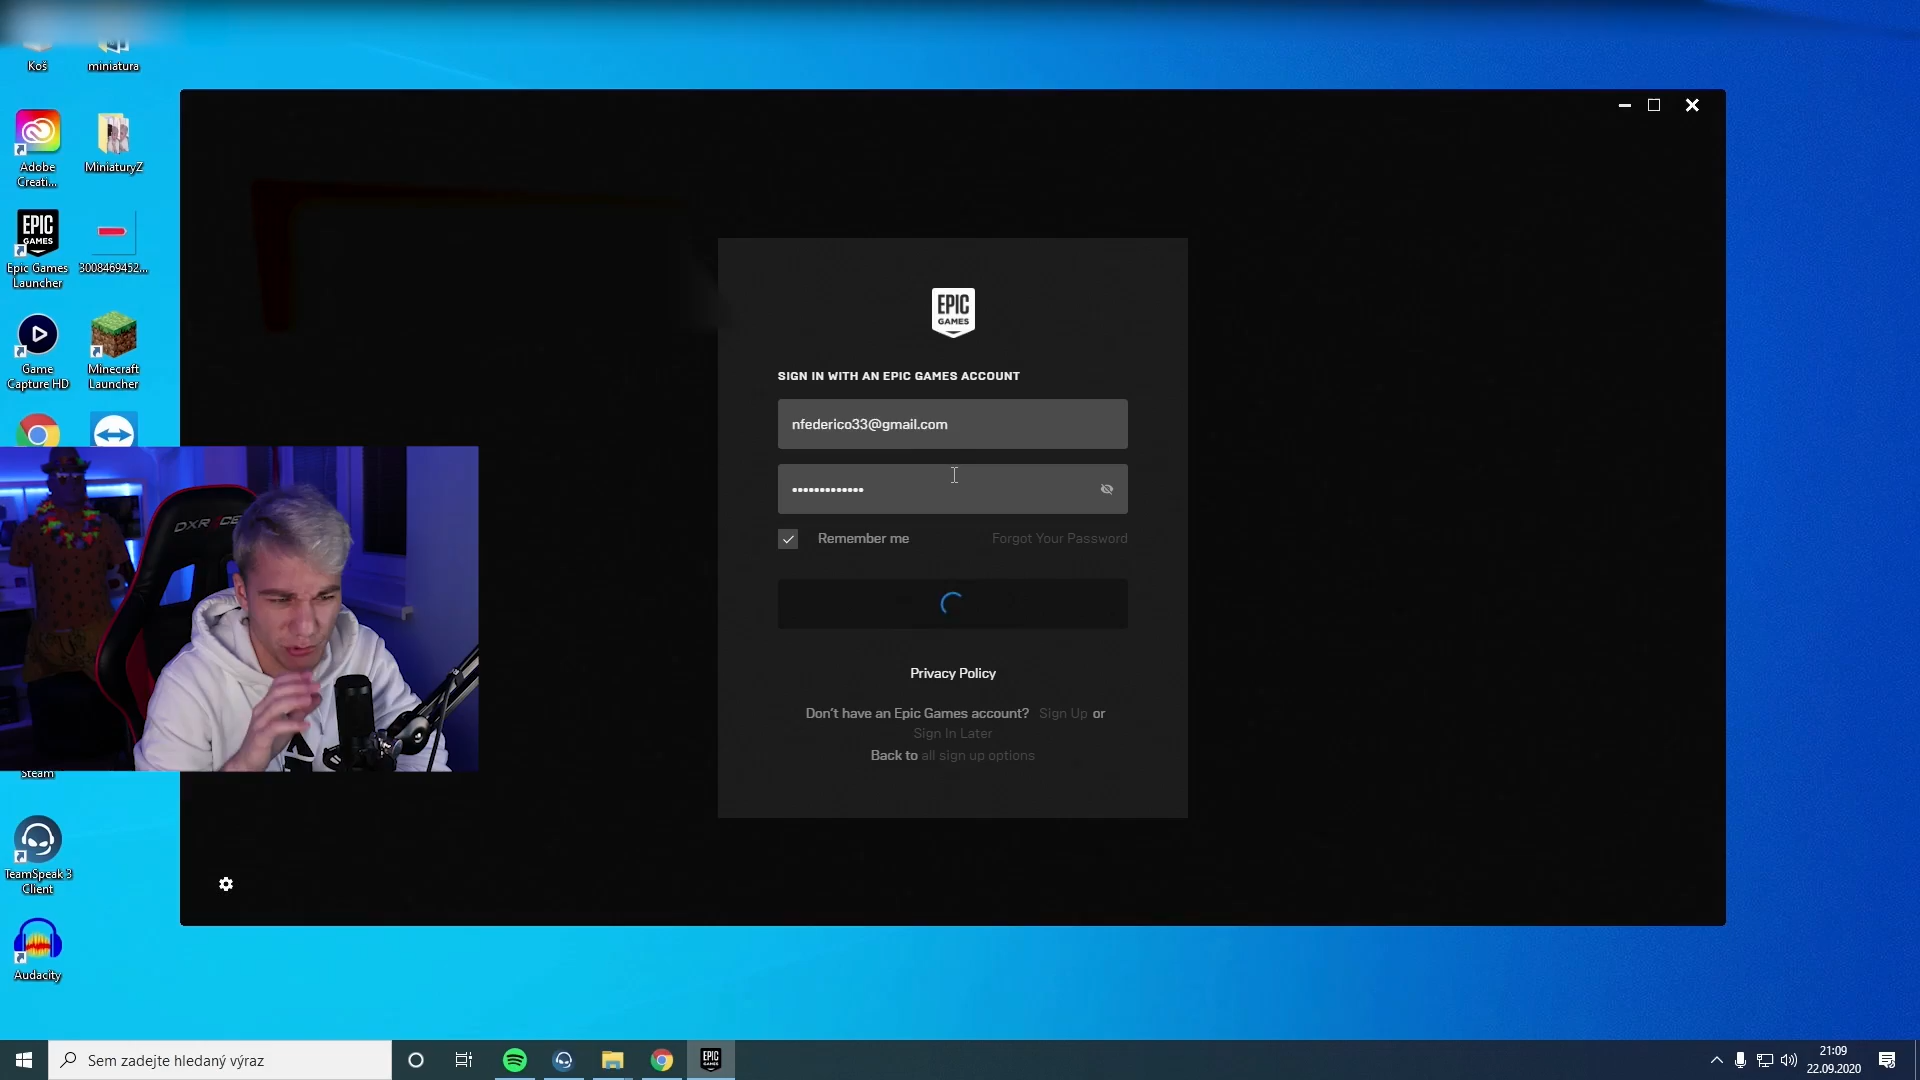 Koš
miniatura
Adobe
Creati...
MiniaturyZ
EPIC
GAMES
Epic Games
Launcher
3008469452...
Game
Capture HD
Minecraft
Launcher
EPIC
GAMES
SIGN IN WITH AN EPIC GAMES ACCOUNT
nfederico33@gmail.com
•••••••••••••
Remember me
Forgot Your Password
Privacy Policy
Don't have an Epic Games account? Sign Up or
Sign In Later
Back to all sign up options
DXRACE
Steam
TeamSpeak 3
Client
Audacity
Sem zadejte hledaný výraz
EPIC
GAMES
21:09
22.09.2020